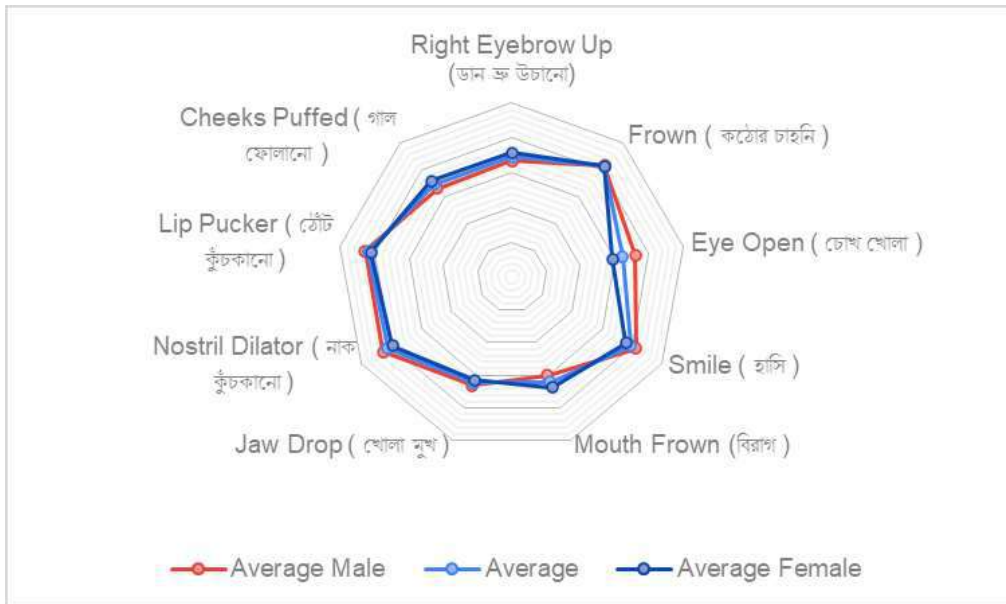 Right Eyebrow Up
(ডান ভ্রু উচানো)
Frown ( কঠোর চাহনি )
Eye Open ( চোখ খোলা )
Smile ( হাসি )
Mouth Frown (বিরাগ )
Jaw Drop ( খোলা মুখ )
Nostril Dilator ( নাক
কুঁচকানো )
Lip Pucker ( ঠোঁট
কুঁচকানো )
Cheeks Puffed ( গাল
ফোলানো )
Average Male Average Average Female